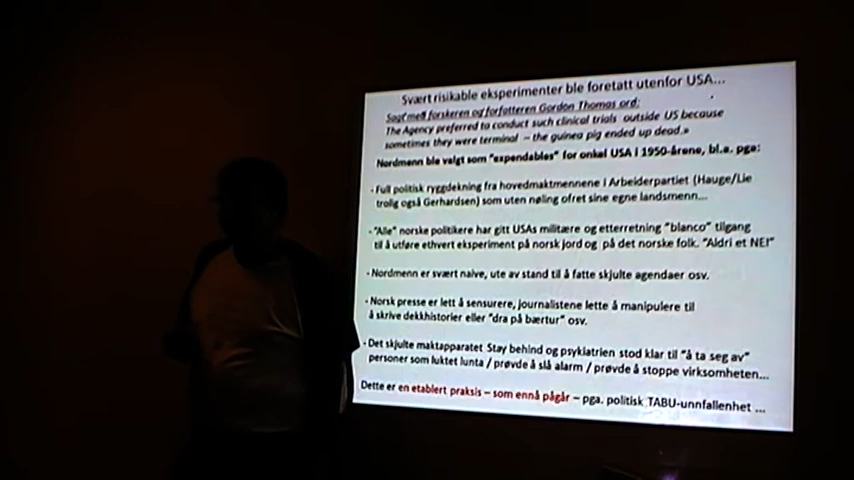 Svært risikable eksperimenter ble foretatt utenfor USA...
Sagt med forskeren og forfatteren Gordon Thomas ord:
The Agency preferred to conduct such clinical trials outside US because
sometimes they were terminal – the guinea pig ended up dead.»
Nordmenn ble valgt som "expendables" for onkel USA i 1950-årene, bl.a. pga:
- Full politisk ryggdekning fra hovedmaktmennene i Arbeiderpartiet (Hauge/Lie
trolig også Gerhardsen) som uten nøling ofret sine egne landsmenn...
- "Alle" norske politikere har gitt USAs militære og etterretning "blanco" tilgang
til å utføre ethvert eksperiment på norsk jord og på det norske folk. "Aldri et NEI"
- Nordmenn er svært naive, ute av stand til å fatte skjulte agendaer osv.
- Norsk presse er lett å sensurere, journalistene lette å manipulere til
å skrive dekkhistorier eller "dra på bærtur" osv.
- Det skjulte maktapparatet Stay behind og psykiatrien stod klar til "å ta seg av"
personer som luktet lunta / prøvde å slå alarm / prøvde å stoppe virksomheten...
Dette er en etablert praksis – som ennå pågår – pga. politisk TABU-unnfallenhet ...